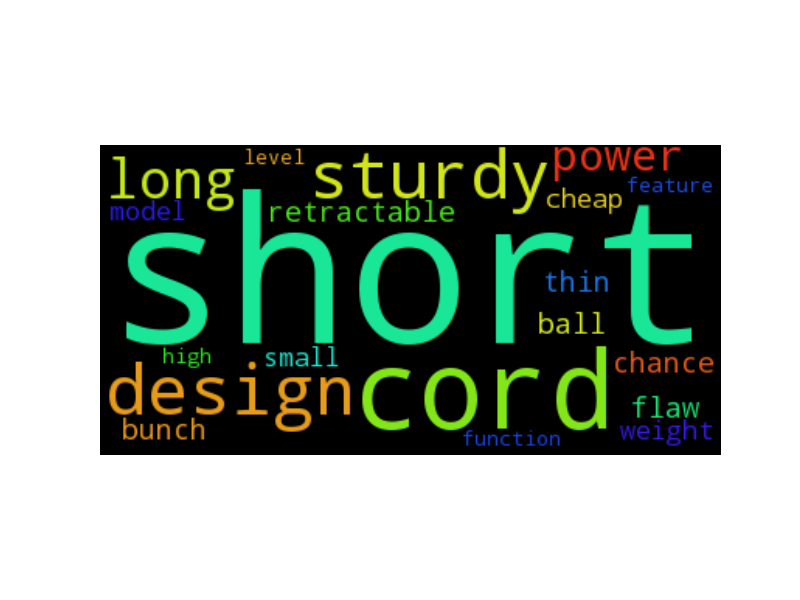 level
power
long
sturdy
feature
cheap
model
retractable
short
thin
ball
high
small
chance
design
cord
flaw
bunch
weight
function